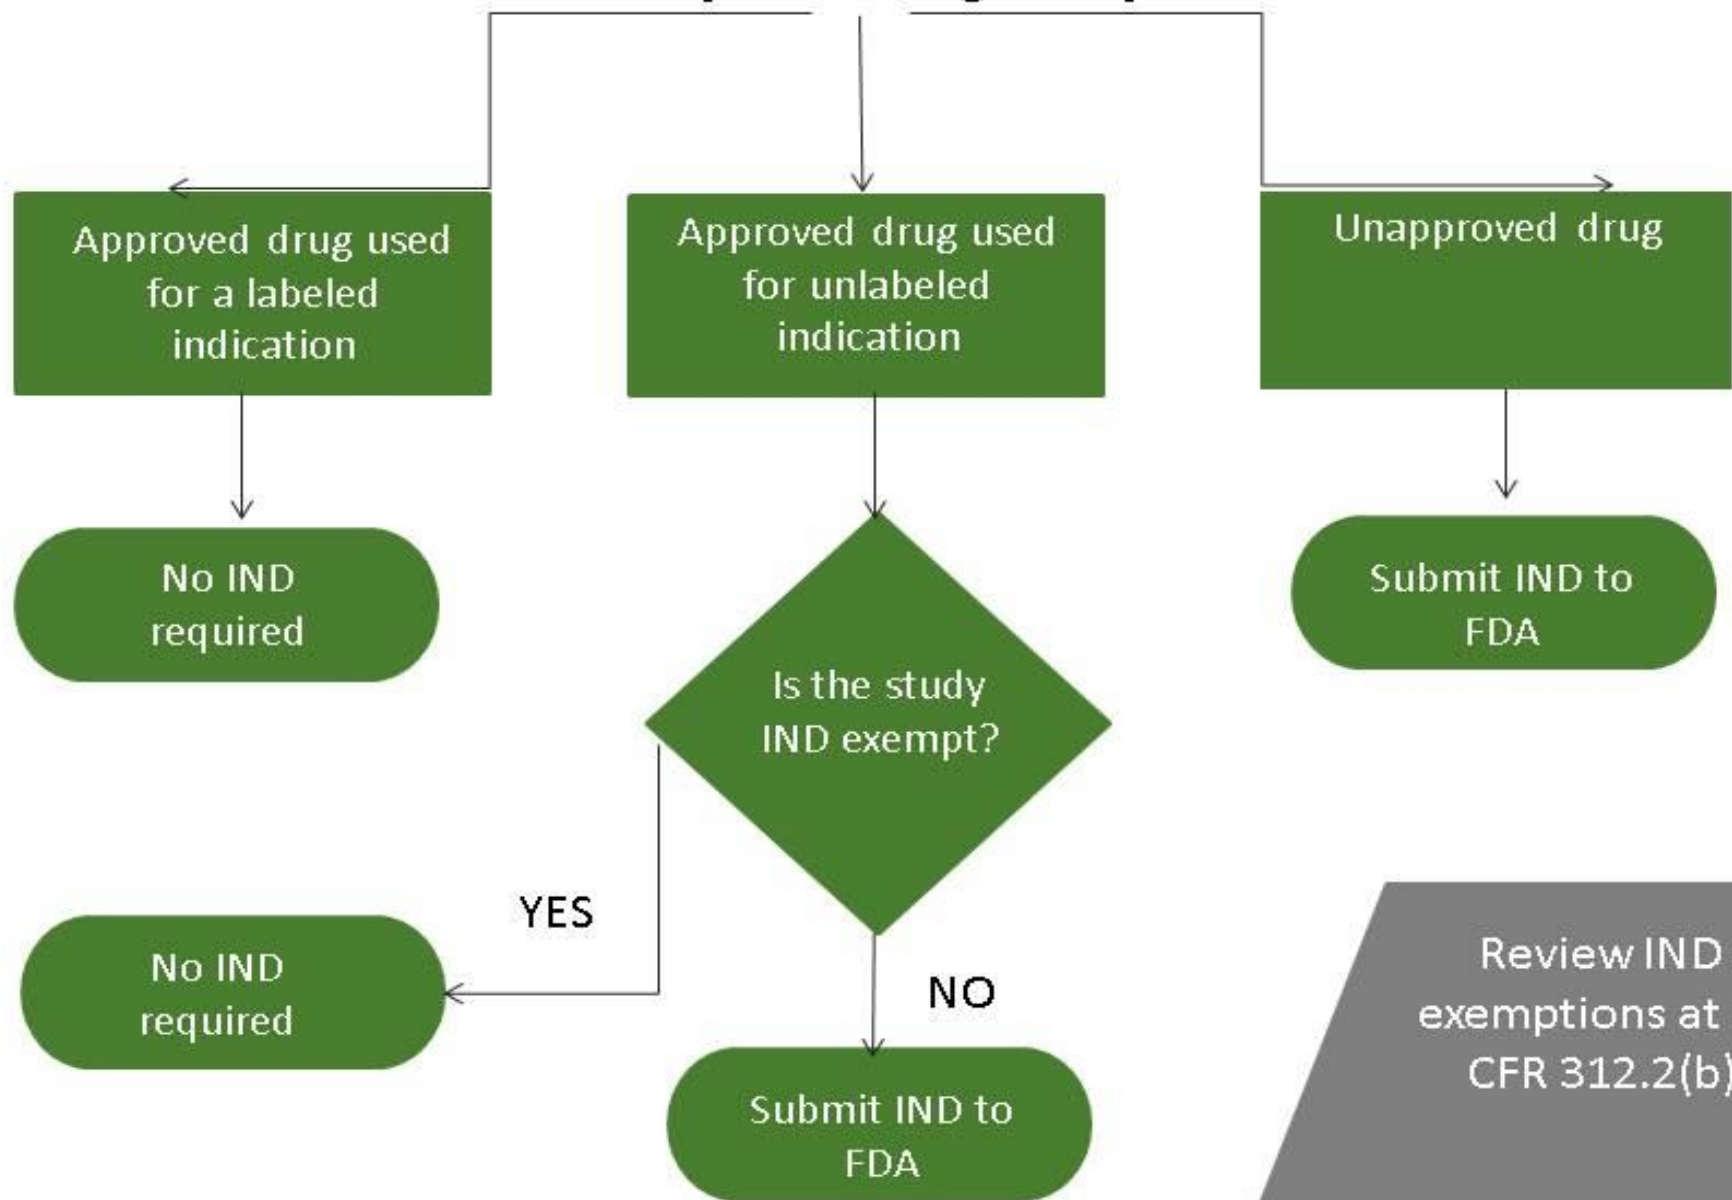 Approved drug used
for a labeled
indication
Approved drug used
for unlabeled
indication
Unapproved drug
No IND
required
Submit IND to
FDA
Is the study
IND exempt?
YES
No IND
required
NO
Submit IND to
FDA
Review IND
exemptions at
CFR 312.2(b)